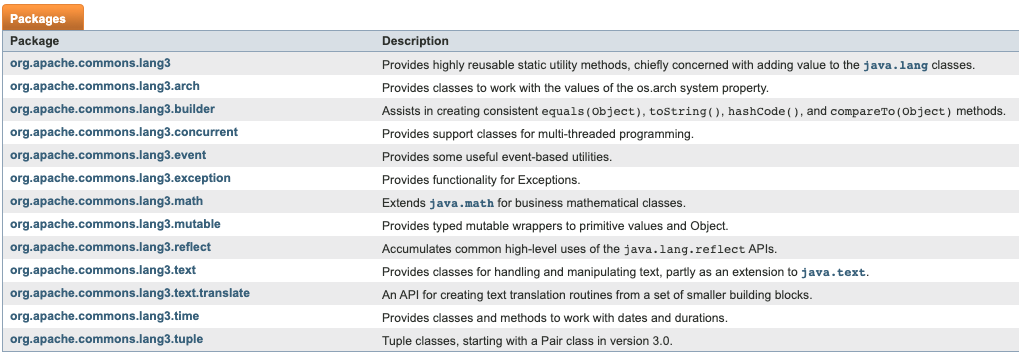 Packages
Package Description
org.apache.commons.lang3 Provides highly reusable static utility methods, chiefly concerned with adding value to the java.lang classes.
org.apache.commons.lang3.arch Provides classes to work with the values of the os.arch system property.
org.apache.commons.lang3.builder Assists in creating consistent equals(Object), toString(), hashCode(), and compareTo(Object) methods.
org.apache.commons.lang3.concurrent Provides support classes for multi-threaded programming.
org.apache.commons.lang3.event Provides some useful event-based utilities.
org.apache.commons.lang3.exception Provides functionality for Exceptions.
org.apache.commons.lang3.math Extends java.math for business mathematical classes.
org.apache.commons.lang3.mutable Provides typed mutable wrappers to primitive values and Object.
org.apache.commons.lang3.reflect Accumulates common high-level uses of the java.lang.reflect APIs.
org.apache.commons.lang3.text Provides classes for handling and manipulating text, partly as an extension to java.text.
org.apache.commons.lang3.text.translate An API for creating text translation routines from a set of smaller building blocks.
org.apache.commons.lang3.time Provides classes and methods to work with dates and durations.
org.apache.commons.lang3.tuple Tuple classes, starting with a Pair class in version 3.0.